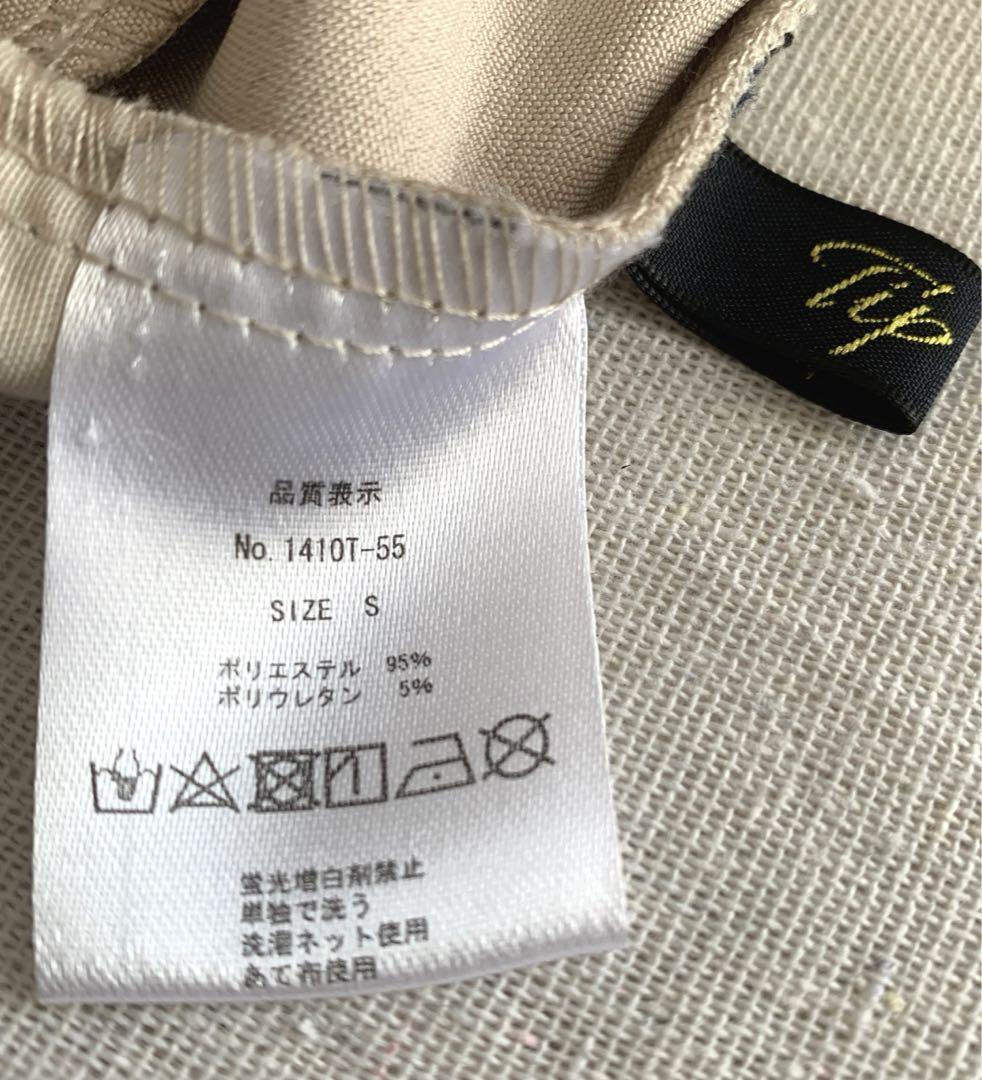 Tip
品質表示
No. 1410T-55
SIZE S
ポリエステル 95%
ポリウレタン 5%
蛍光増白剤禁止
単独で洗う
洗濯ネット使用
あて布使用